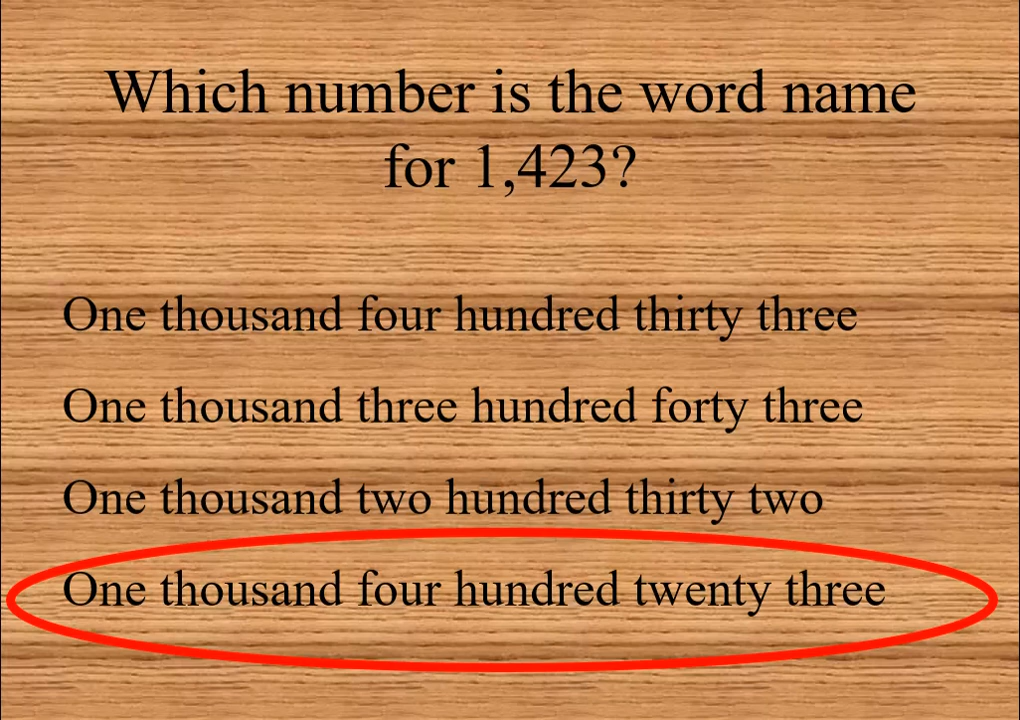 Which number is the word name
for 1,423?
One thousand four hundred thirty three
One thousand three hundred forty three
One thousand two hundred thirty two
One thousand four hundred twenty three